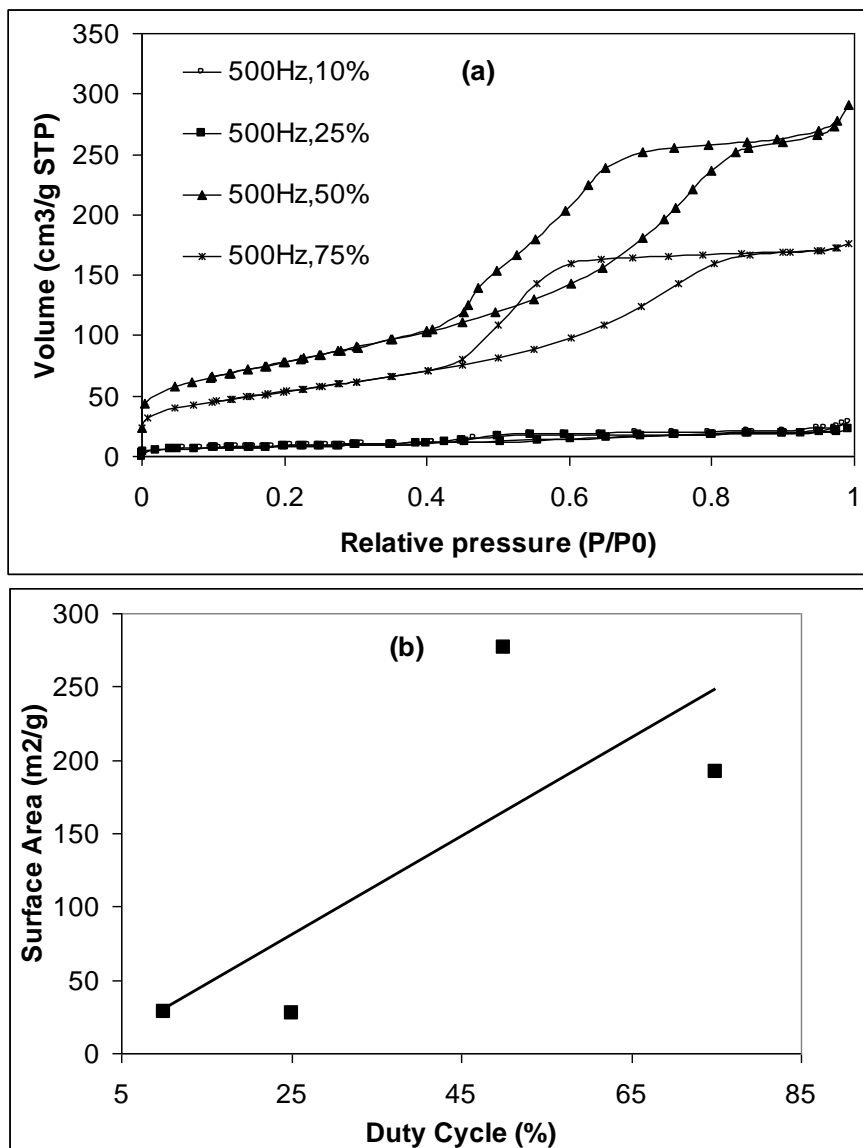 350
300
250
200
150
100
50
0
Volume (cm3/g STP)
(a)
500Hz,10%
500Hz,25%
500Hz,50%
500Hz,75%
0 0.2 0.4 0.6 0.8 1
Relative pressure (P/P0)
300
250
200
150
100
50
0
Surface Area (m2/g)
(b)
5 25 45 65 85
Duty Cycle (%)